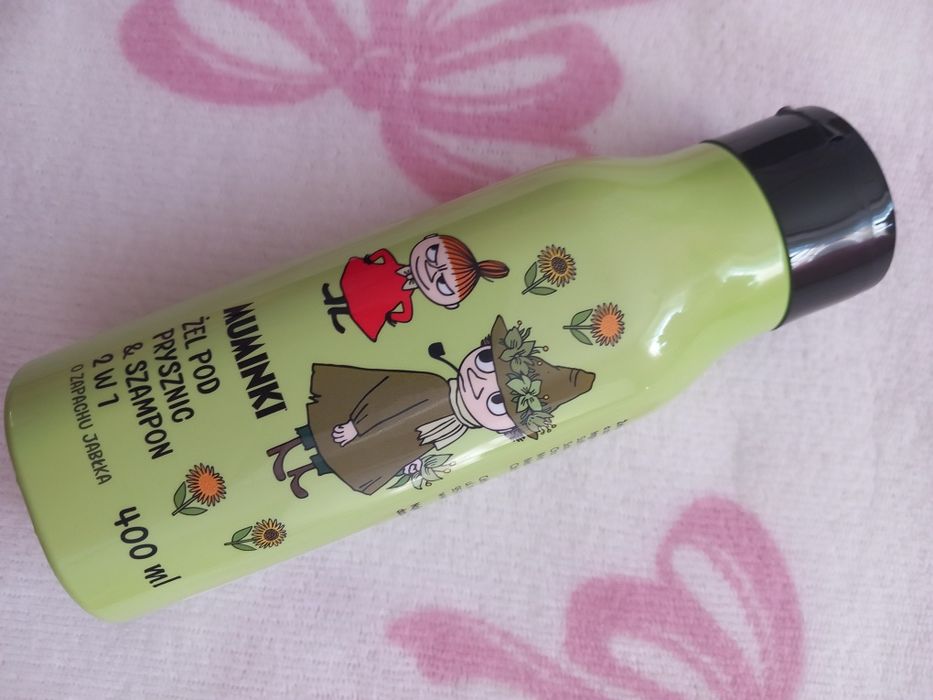 MUMINKI
ŻEL POD
PRYSZNIC
& SZAMPON
2 W 1
O ZAPACHU JABŁKA
400 ml